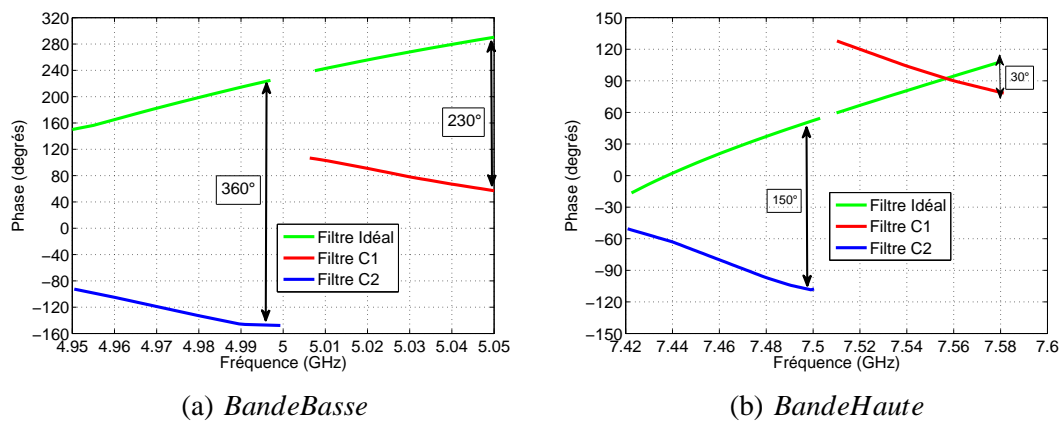 320
280
240
200
160
120
80
40
0
−40
−80
−120
−160
Phase (degrés)
360°
230°
Filtre Idéal
Filtre C1
Filtre C2
4.95 4.96 4.97 4.98 4.99 5 5.01 5.02 5.03 5.04 5.05
Fréquence (GHz)
(a) BandeBasse
150
120
90
60
30
0
−30
−60
−90
−120
−150
Phase (degrés)
30°
150°
Filtre Idéal
Filtre C1
Filtre C2
7.42 7.44 7.46 7.48 7.5 7.52 7.54 7.56 7.58 7.6
Fréquence (GHz)
(b) BandeHaute